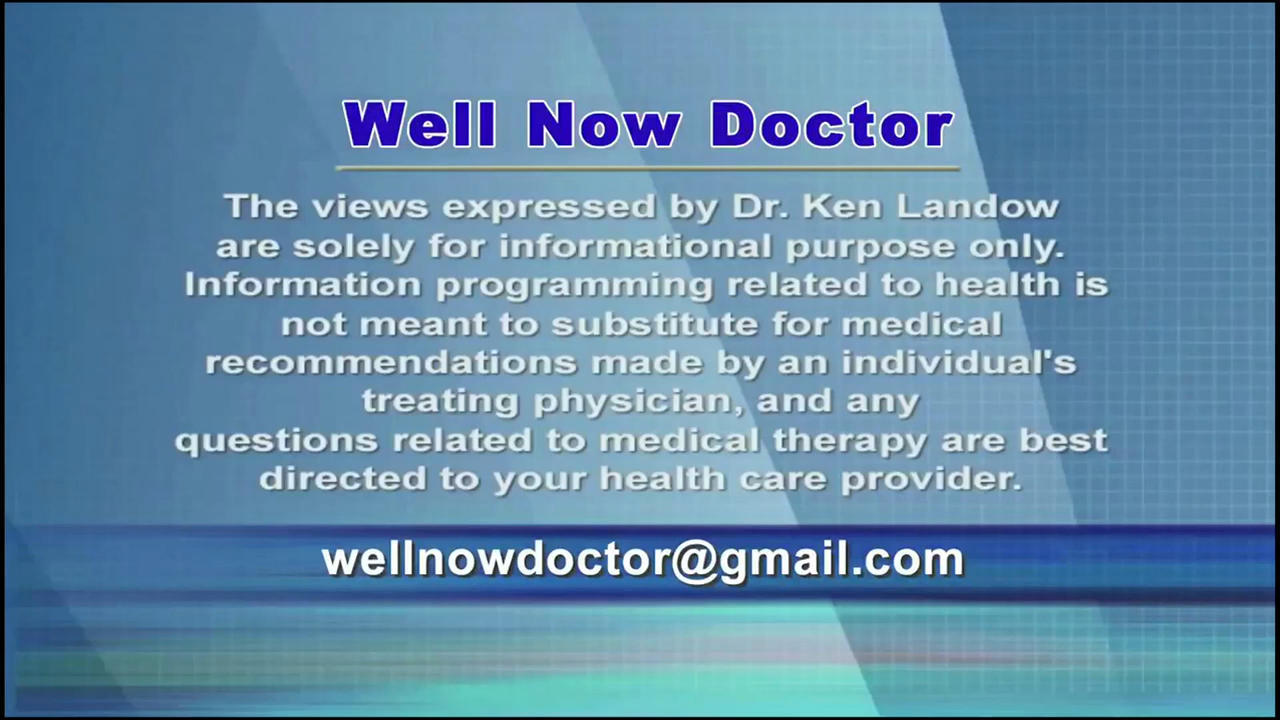 Well Now Doctor
The views expressed by Dr. Ken Landow
are solely for informational purpose only.
Information programming related to health is
not meant to substitute for medical
recommendations made by an individual's
treating physician, and any
questions related to medical therapy are best
directed to your health care provider.
wellnowdoctor@gmail.com